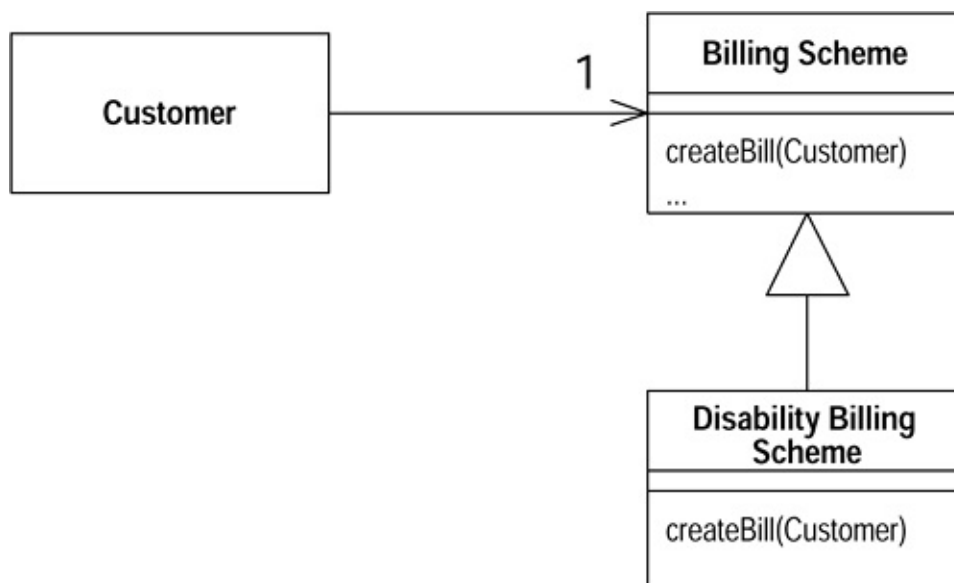 Customer
1
Billing Scheme
createBill(Customer)
...
Disability Billing
Scheme
createBill(Customer)